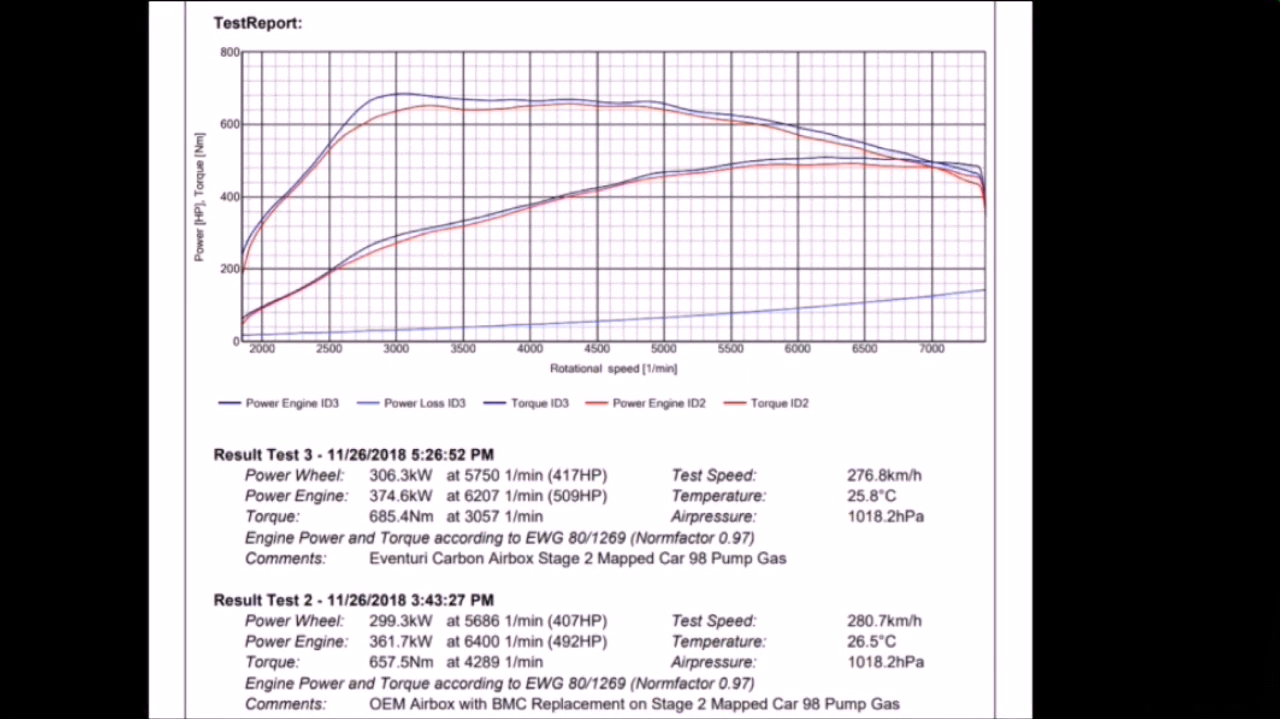 TestReport:
800
600
400
200
0
Power [HP], Torque [Nm]
2000 2500 3000 3500 4000 4500 5000 5500 6000 6500 7000
Rotational speed [1/min]
Power Engine ID3 Power Loss ID3 Torque ID3 Power Engine ID2 Torque ID2
Result Test 3 - 11/26/2018 5:26:52 PM
Power Wheel: 306.3kW at 5750 1/min (417HP) Test Speed: 276.8km/h
Power Engine: 374.6kW at 6207 1/min (509HP) Temperature: 25.8°C
Torque: 685.4Nm at 3057 1/min Airpressure: 1018.2hPa
Engine Power and Torque according to EWG 80/1269 (Normfactor 0.97)
Comments: Eventuri Carbon Airbox Stage 2 Mapped Car 98 Pump Gas
Result Test 2 - 11/26/2018 3:43:27 PM
Power Wheel: 299.3kW at 5686 1/min (407HP) Test Speed: 280.7km/h
Power Engine: 361.7kW at 6400 1/min (492HP) Temperature: 26.5°C
Torque: 657.5Nm at 4289 1/min Airpressure: 1018.2hPa
Engine Power and Torque according to EWG 80/1269 (Normfactor 0.97)
Comments: OEM Airbox with BMC Replacement on Stage 2 Mapped Car 98 Pump Gas